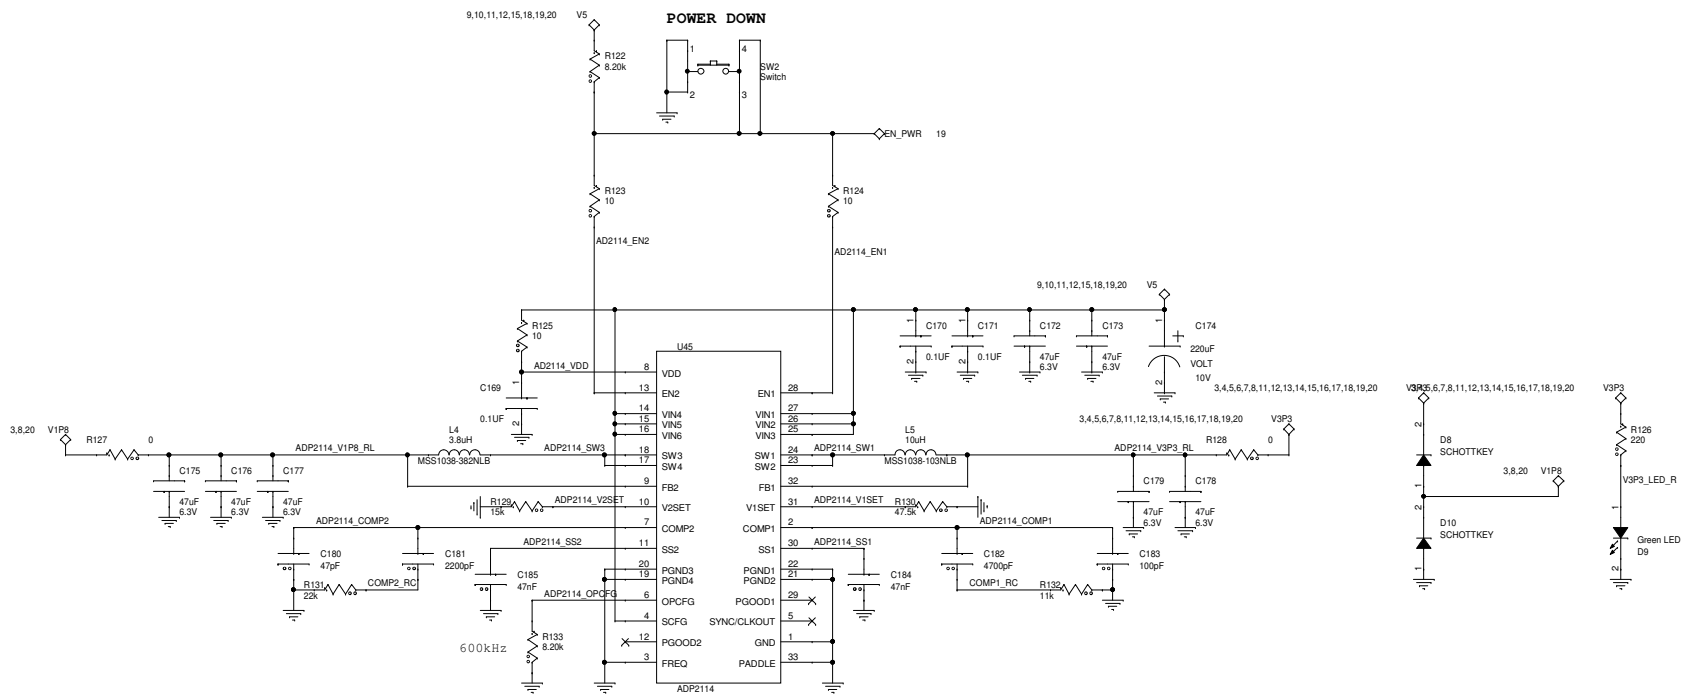 9,10,11,12,15,18,19,20 V5
POWER DOWN
R122
8.20k
1
4
SW2
Switch
2
3
EN_PWR 19
R123
10
R124
10
AD2114_EN2
AD2114_EN1
9,10,11,12,15,18,19,20 V5
R125
10
1
C170
2
0.1UF
1
C171
2
0.1UF
C172
47uF
6.3V
C173
47uF
6.3V
1
C174
220uF
VOLT
2
10V
U45
AD2114_VDD
8 VDD
13 EN2
14 VIN4
15 VIN5
16 VIN6
18 SW3
17 SW4
9 FB2
10 V2SET
7 COMP2
11 SS2
20 PGND3
19 PGND4
6 OPCFG
4 SCFG
12 PGOOD2
3 FREQ
EN1 28
VIN1 27
VIN2 26
VIN3 25
SW1 24
SW2 23
FB1 32
V1SET 31
COMP1 2
SS1 30
PGND1 22
PGND2 21
PGOOD1 29
SYNC/CLKOUT 5
GND 1
PADDLE 33
ADP2114
1
C169
0.1UF
2
3,8,20 V1P8
R127
0
ADP2114_V1P8_RL
L4
3.8uH
MSS1038-382NLB
ADP2114_SW3
C175
47uF
6.3V
C176
47uF
6.3V
C177
47uF
6.3V
R129
15k
ADP2114_V2SET
ADP2114_COMP2
C180
47pF
C181
2200pF
R131
22k
COMP2_RC
ADP2114_SS2
C185
47nF
ADP2114_OPCFG
R133
8.20k
600kHz
ADP2114_SW1
L5
10uH
MSS1038-103NLB
3,4,5,6,7,8,11,12,13,14,15,16,17,18,19,20
V3P3
ADP2114_V3P3_RL
R128
0
C179
47uF
6.3V
C178
47uF
6.3V
ADP2114_V1SET
R130
47.5k
ADP2114_COMP1
C182
4700pF
C183
100pF
COMP1_RC
R132
11k
ADP2114_SS1
C184
47nF
3,4,5,6,7,8,11,12,13,14,15,16,17,18,19,20 V3P3
2
D8
SCHOTTKEY
1
3,8,20 V1P8
2
D10
SCHOTTKEY
1
3,4,5,6,7,8,11,12,13,14,15,16,17,18,19,20 V3P3
R126
220
V3P3_LED_R
1
Green LED
D9
2